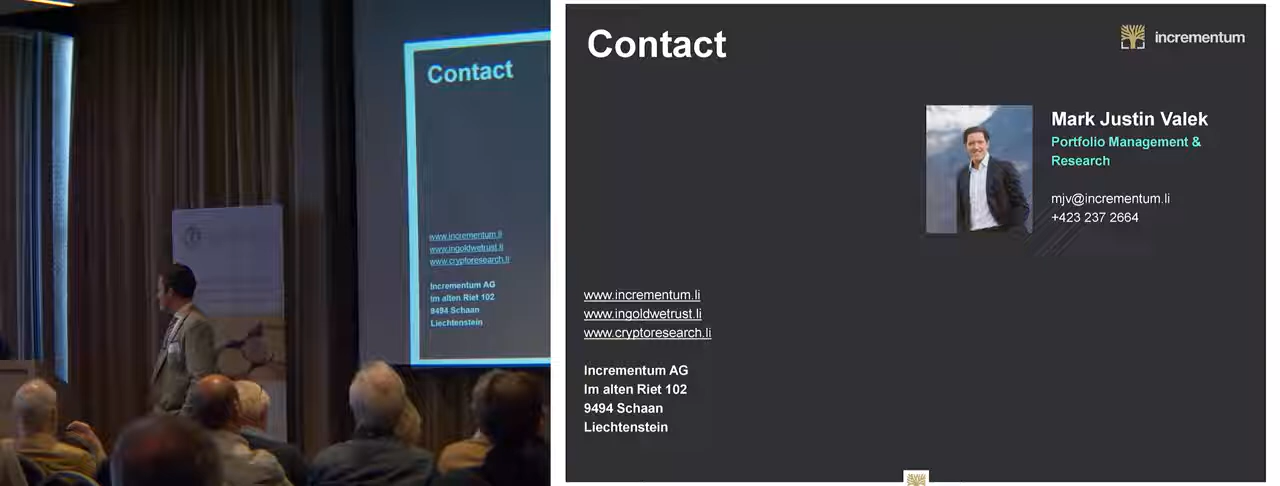 Contact
www.incrementum.li
www.ingoldwetrust.li
www.cryptoresearch.li
Incrementum AG
Im alten Riet 102
9494 Schaan
Liechtenstein
Contact
incrementum
Mark Justin Valek
Portfolio Management &
Research
mjv@incrementum.li
+423 237 2664
www.incrementum.li
www.ingoldwetrust.li
www.cryptoresearch.li
Incrementum AG
Im alten Riet 102
9494 Schaan
Liechtenstein